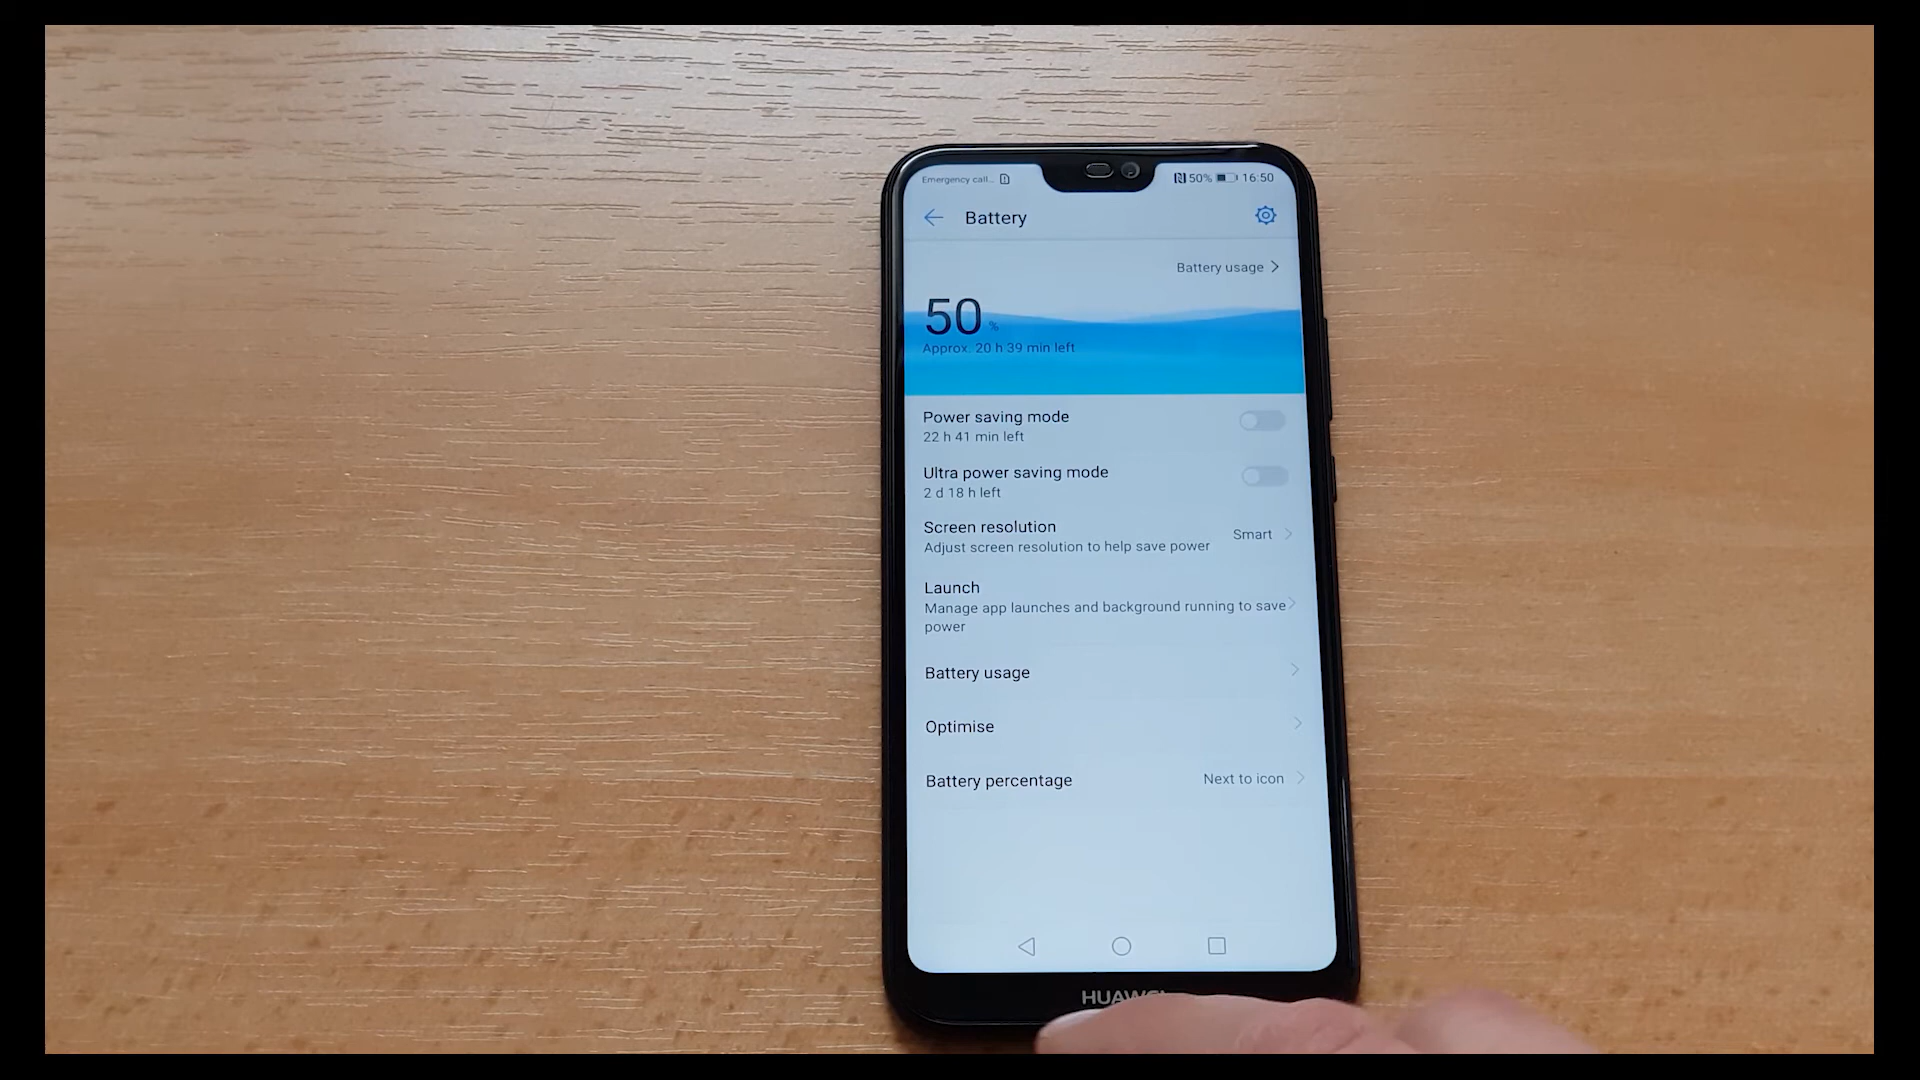 Emergency call...
50% 16:50
Battery
Battery usage
50 %
Approx. 20 h 39 min left
Power saving mode
22 h 41 min left
Ultra power saving mode
2 d 18 h left
Screen resolution
Adjust screen resolution to help save power
Smart
Launch
Manage app launches and background running to save
power
Battery usage
Optimise
Battery percentage
Next to icon
HUAWEI